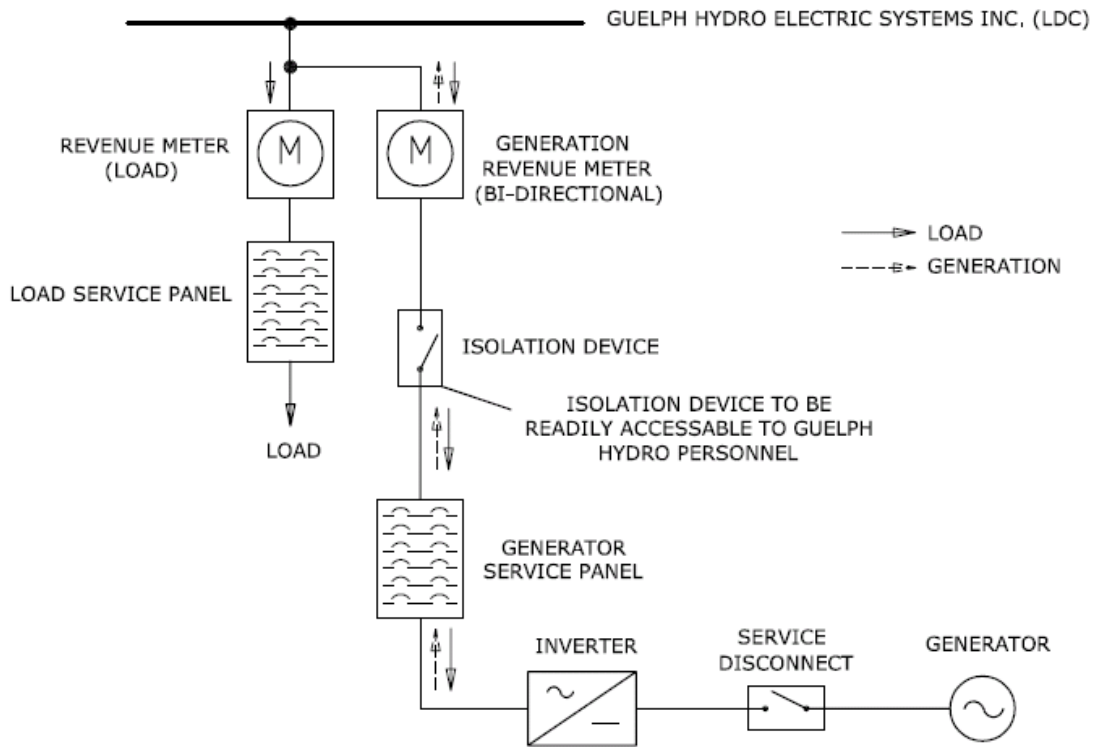 GUELPH HYDRO ELECTRIC SYSTEMS INC. (LDC)
REVENUE METER
(LOAD)
M
M
GENERATION
REVENUE METER
(BI-DIRECTIONAL)
LOAD
GENERATION
LOAD SERVICE PANEL
ISOLATION DEVICE
ISOLATION DEVICE TO BE
READILY ACCESSABLE TO GUELPH
HYDRO PERSONNEL
LOAD
GENERATOR
SERVICE PANEL
INVERTER
SERVICE
DISCONNECT
GENERATOR